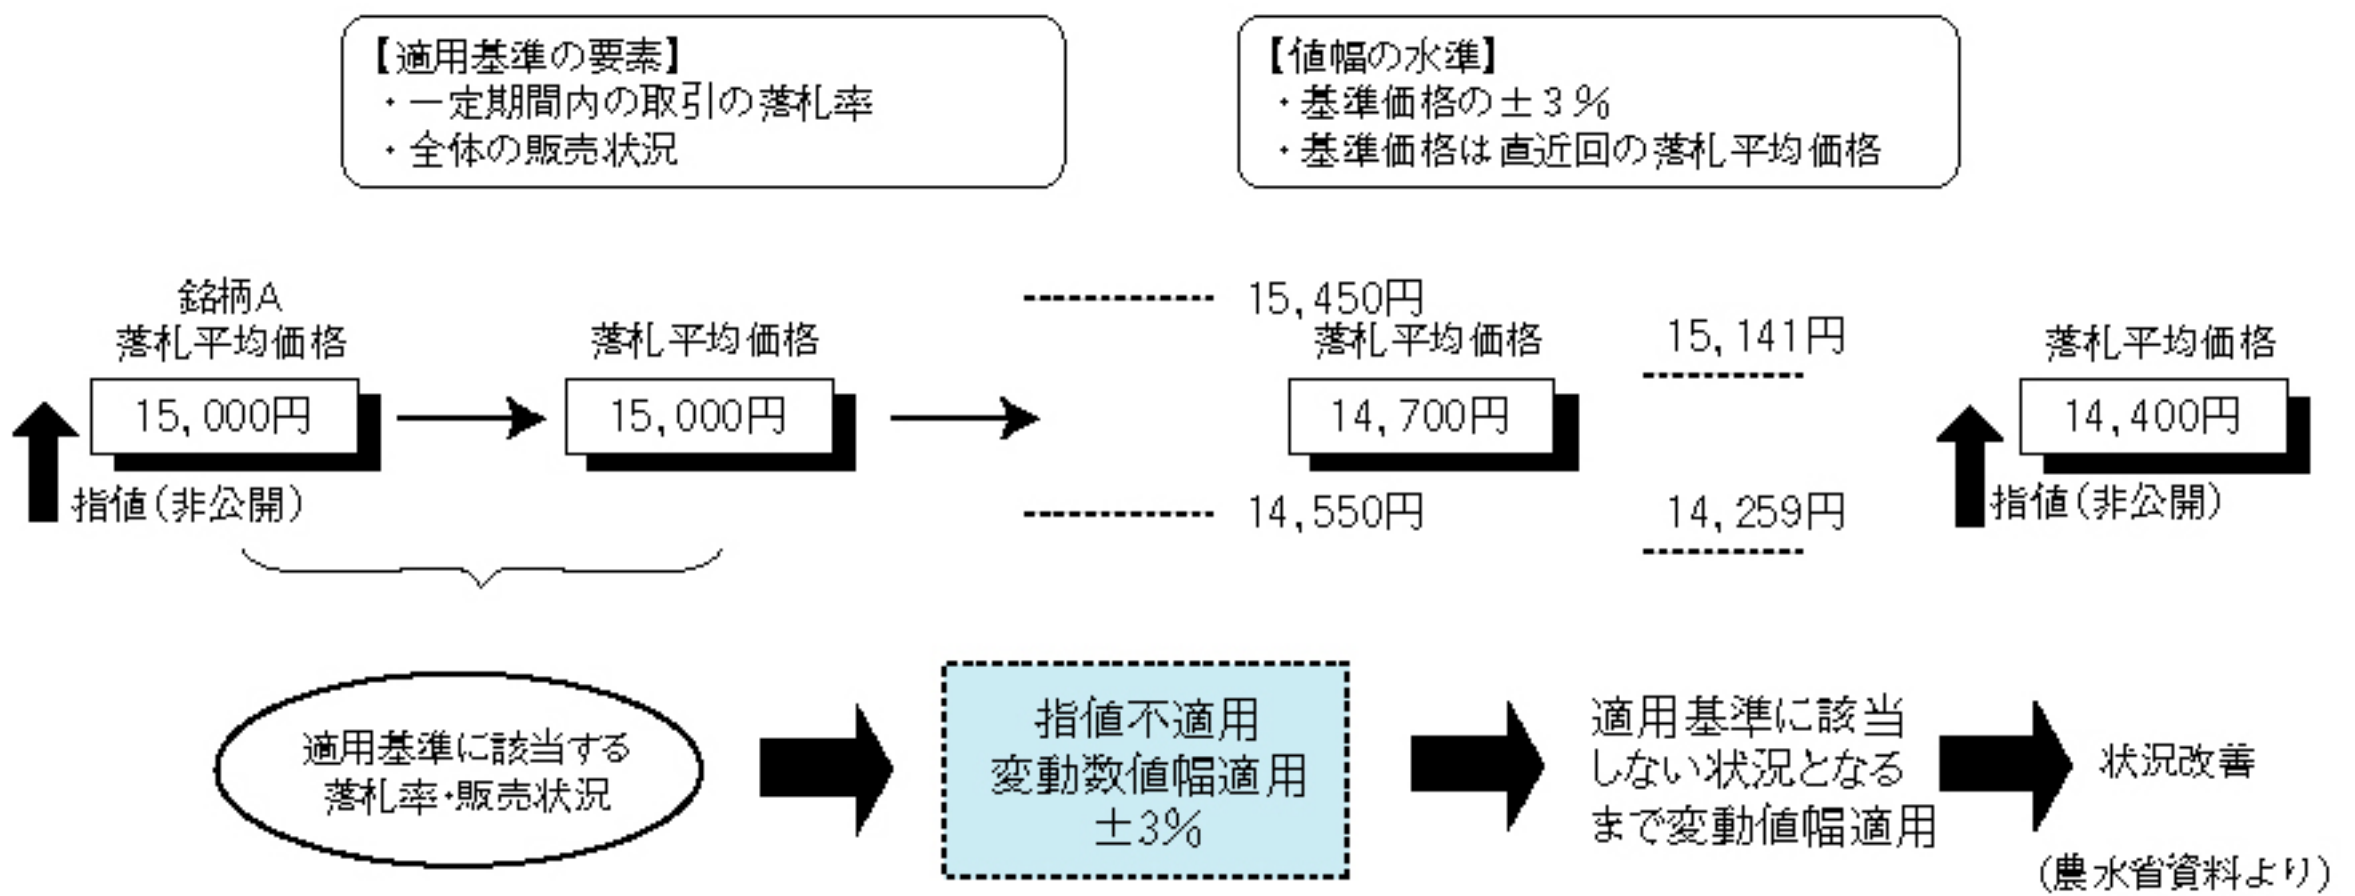 【適用基準の要素】
・一定期間内の取引の落札率
・全体の販売状況
【値幅の水準】
・基準価格の±3%
・基準価格は直近回の落札平均価格
銘柄A
落札平均価格
15,000円
指値(非公開)
落札平均価格
15,000円
15,450円
落札平均価格
14,700円
14,550円
15,141円
14,259円
落札平均価格
14,400円
指値(非公開)
適用基準に該当する
落札率・販売状況
指値不適用
変動数値幅適用
±3%
適用基準に該当
しない状況となる
まで変動値幅適用
状況改善
(農水省資料より)